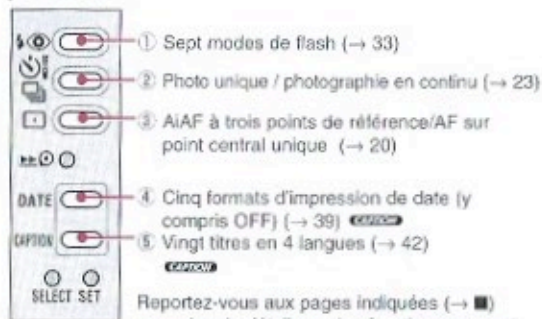 ① Sept modes de flash (→ 33)
② Photo unique / photographie en continu (→ 23)
③ AiAF à trois points de référence/AF sur
point central unique (→ 20)
DATE
④ Cinq formats d'impression de date (y
compris OFF) (→ 39) CAPTION
CAPTION
⑤ Vingt titres en 4 langues (→ 42)
CAPTION
SELECT SET
Reportez-vous aux pages indiquées (→ ■)